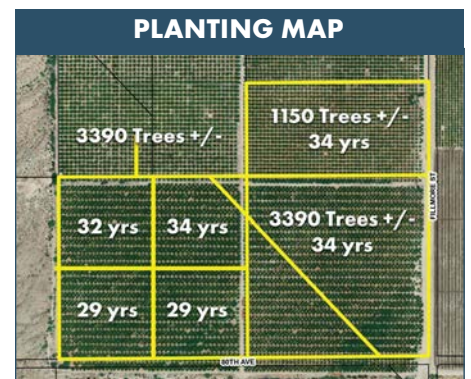 PLANTING MAP
1150 Trees +/-
34 yrs
3390 Trees +/-
32 yrs
34 yrs
3390 Trees +/-
34 yrs
29 yrs
29 yrs
FILLMORE ST
60TH AVE